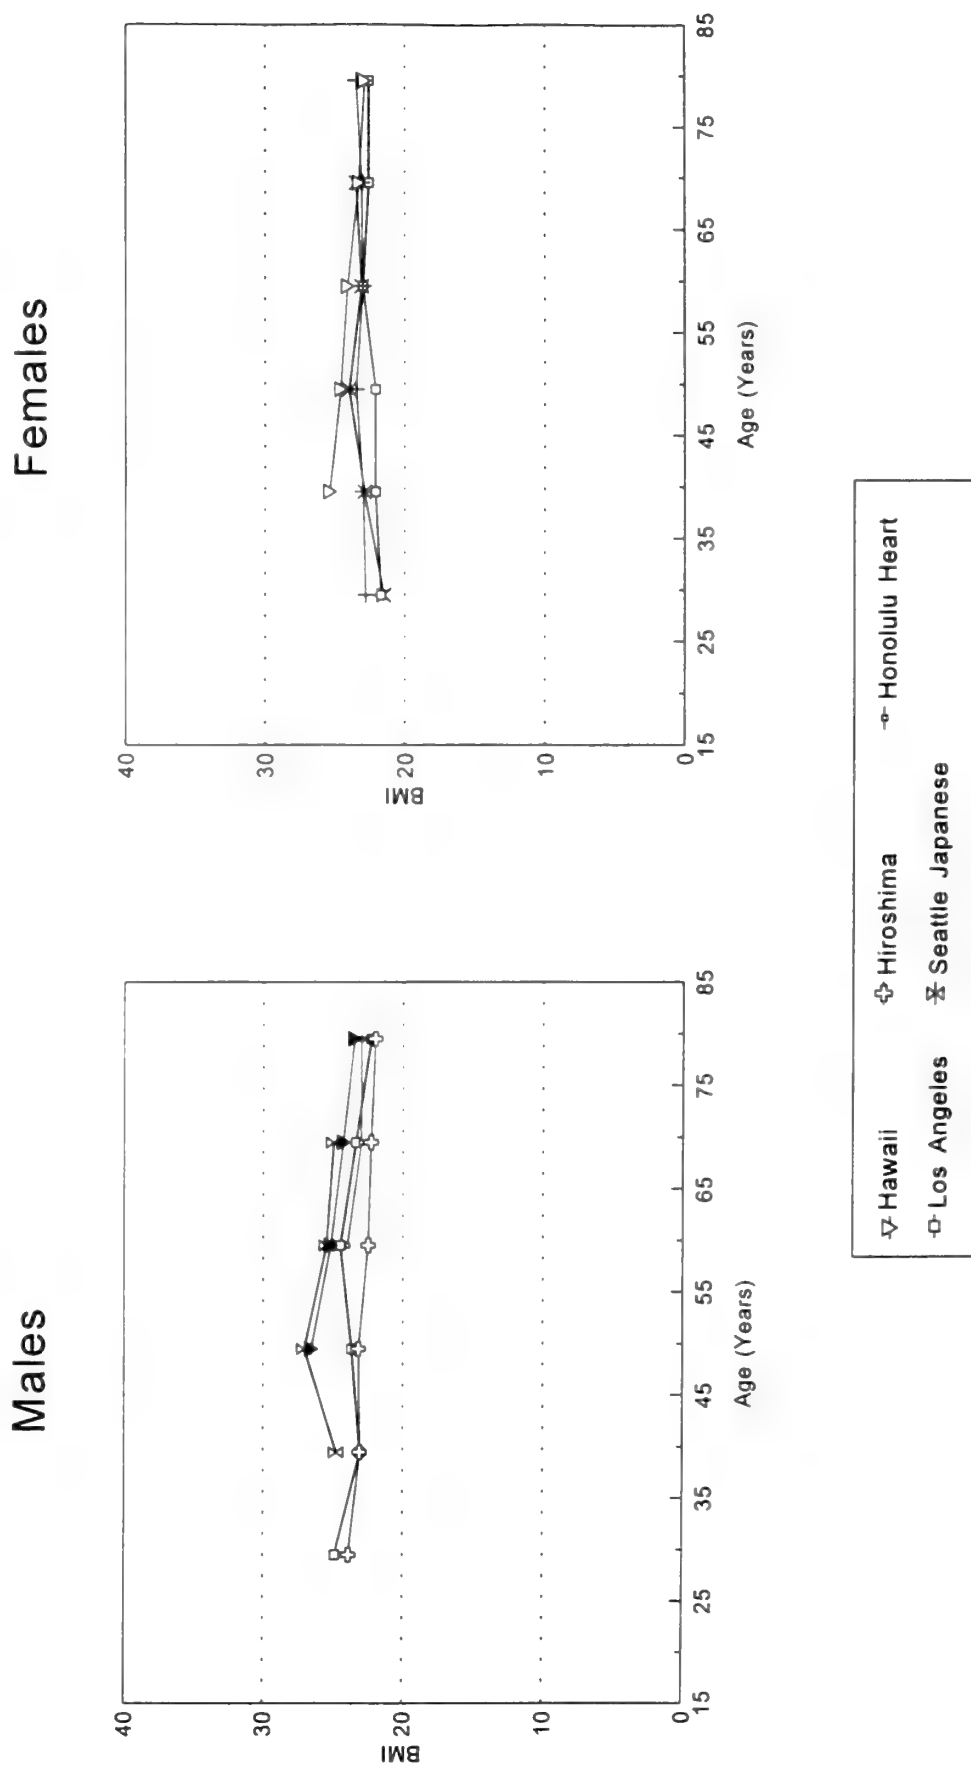 Males
40
30
20
10
0
BMI
15
25
35
45
55
65
75
85
Age (Years)
Females
40
30
20
10
0
BMI
15
25
35
45
55
65
75
85
Age (Years)
Hawaii
Hiroshima
Honolulu Heart
Los Angeles
Seattle Japanese